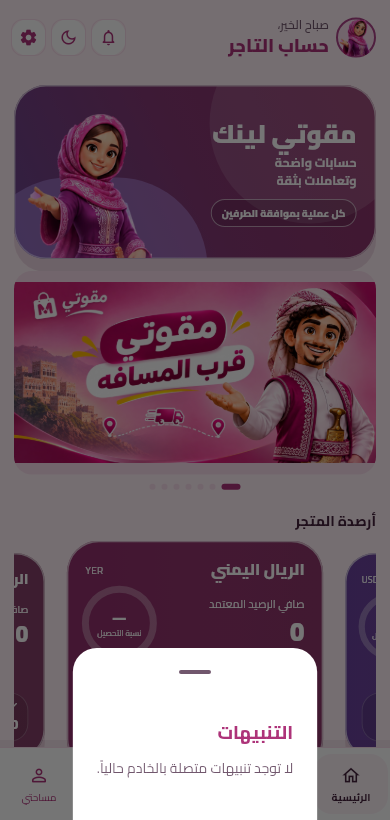 صباح الخير،
حساب التاجر
مقوتي لينك
حسابات واضحة
وتعاملات بثقة
كل عملية بموافقة الطرفين
مقوتي
مقوتي
قرب المسافه
أرصدة المتجر
USD
الريال اليمني
YER
صافي الرصيد المعتمد
0
—
نسبة التحصيل
0
التنبيهات
لا توجد تنبيهات متصلة بالخادم حالياً.
الرئيسية
مساحتي